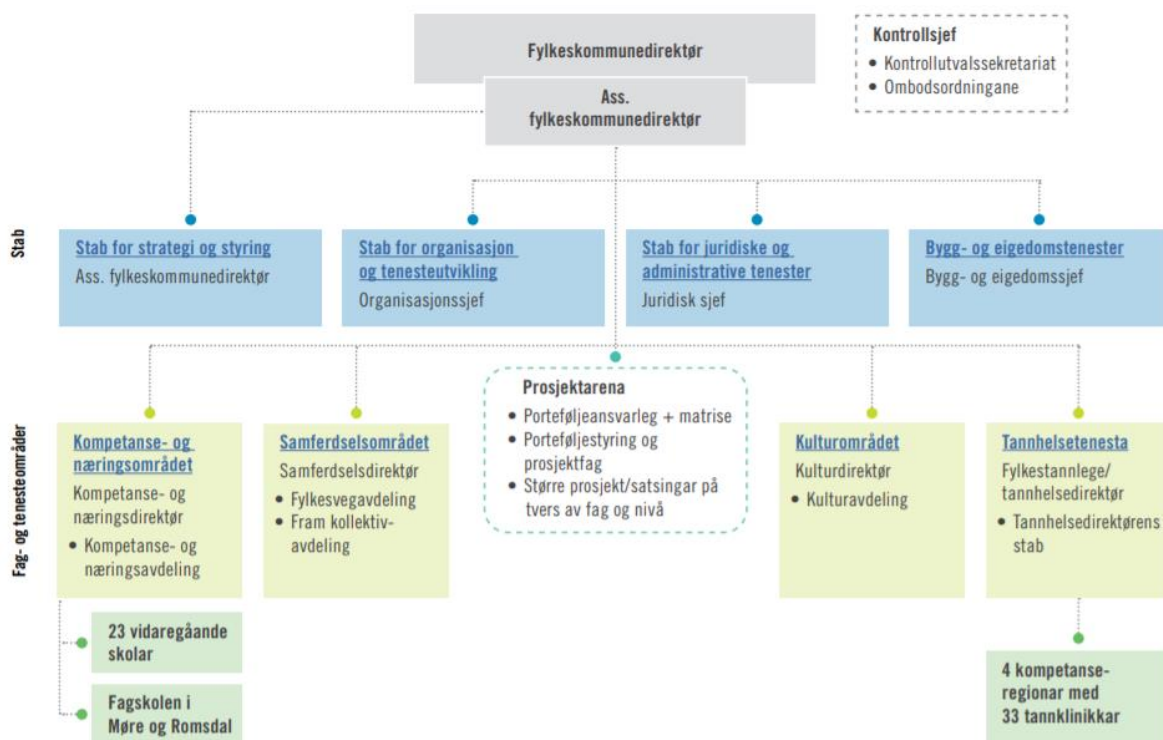 Fylkeskommunedirektør
Ass.
fylkeskommunedirektør
Kontrollsjef
• Kontrollutvalssekretariat
• Ombodsordningane
Stab
Stab for strategi og styring
Ass. fylkeskommunedirektør
Stab for organisasjon
og tenesteutvikling
Organisasjonssjef
Stab for juridiske og
administrative tenester
Juridisk sjef
Bygg- og eigedomstenester
Bygg- og eigedomssjef
Fag- og tenesteområder
Kompetanse- og
næringsområdet
Kompetanse- og
næringsdirektør
• Kompetanse- og
næringsavdeling
Samferdselsområdet
Samferdselsdirektør
• Fylkesvegavdeling
• Fram kollektiv-
avdeling
Prosjektarena
• Porteføljeansvarleg + matrise
• Porteføljestyring og
prosjektfag
• Større prosjekt/satsingar på
tvers av fag og nivå
Kulturområdet
Kulturdirektør
• Kulturavdeling
Tannhelsetenesta
Fylkestannlege/
tannhelsedirektør
• Tannhelsedirektørens
stab
23 vidaregåande
skolar
Fagskolen i
Møre og Romsdal
4 kompetanse-
regionar med
33 tannklinikkar